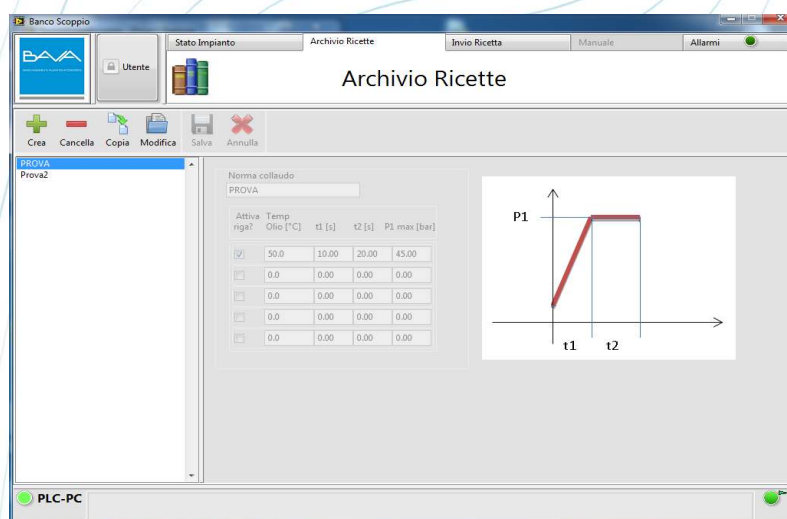 Banco Scoppio
BAVA
Utente
Stato Impianto
Archivio Ricette
Invio Ricetta
Manuale
Allarmi
Archivio Ricette
Crea
Cancella
Copia
Modifica
Salva
Annulla
PROVA
Prova2
Norma collaudo
PROVA
Attiva riga? Temp Olio [°C] t1 [s] t2 [s] P1 max [bar]
50.0 10.00 20.00 45.00
0.0 0.00 0.00 0.00
0.0 0.00 0.00 0.00
0.0 0.00 0.00 0.00
0.0 0.00 0.00 0.00
P1
t1 t2
PLC-PC